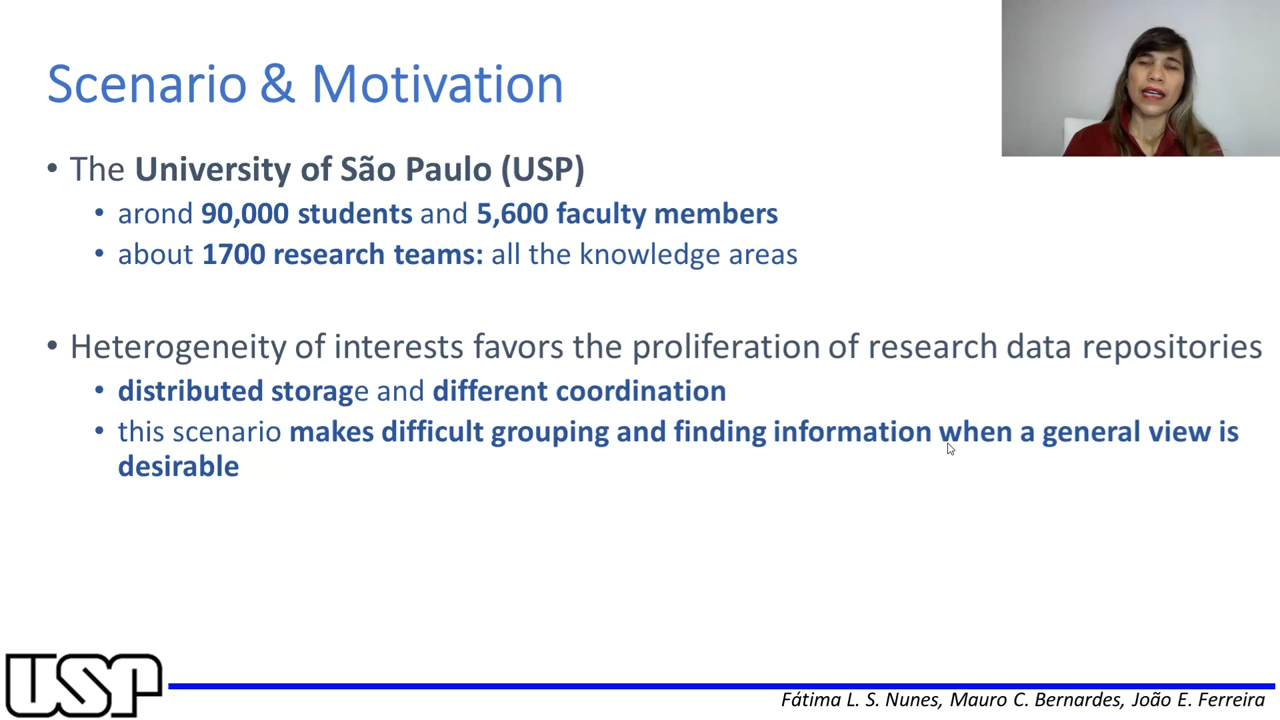 Scenario & Motivation
• The University of São Paulo (USP)
• arond 90,000 students and 5,600 faculty members
• about 1700 research teams: all the knowledge areas
• Heterogeneity of interests favors the proliferation of research data repositories
• distributed storage and different coordination
• this scenario makes difficult grouping and finding information when a general view is
desirable
USP
Fátima L. S. Nunes, Mauro C. Bernardes, João E. Ferreira